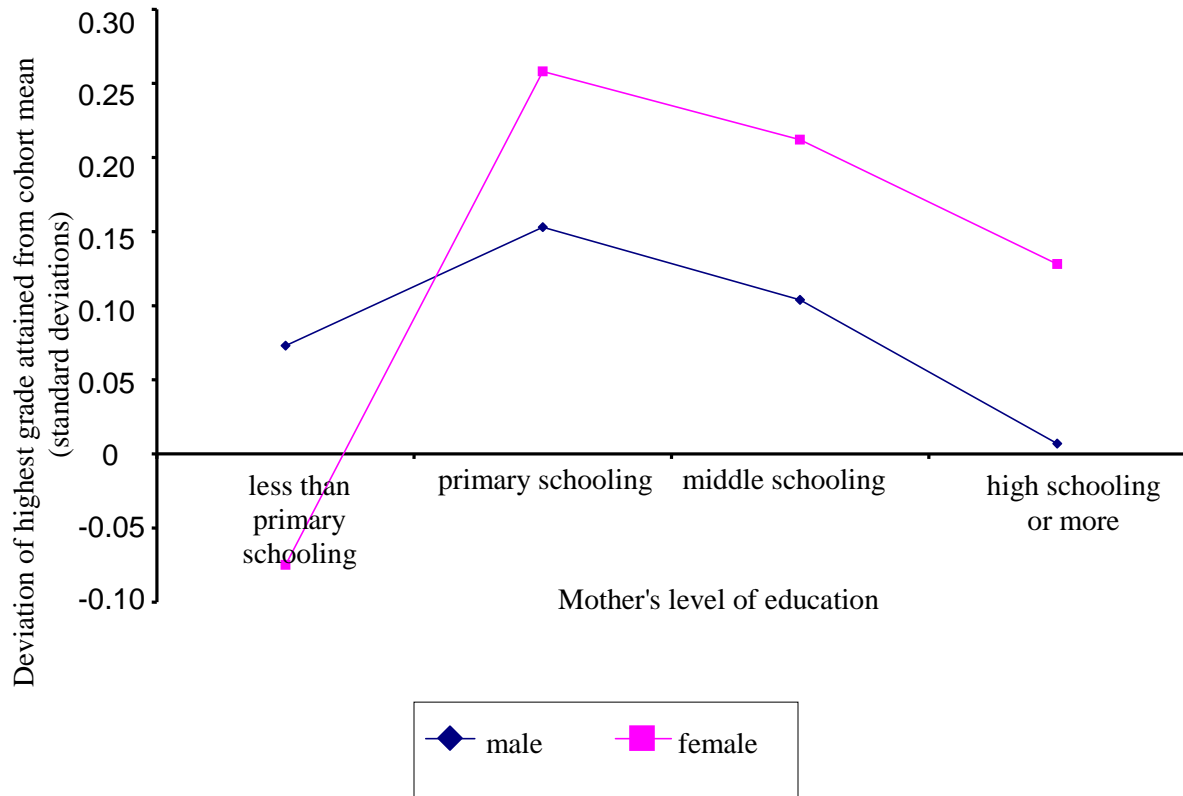 Deviation of highest grade attained from cohort mean
(standard deviations)
0.30
0.25
0.20
0.15
0.10
0.05
0
-0.05
-0.10
less than
primary
schooling
primary schooling
middle schooling
high schooling
or more
Mother's level of education
male
female